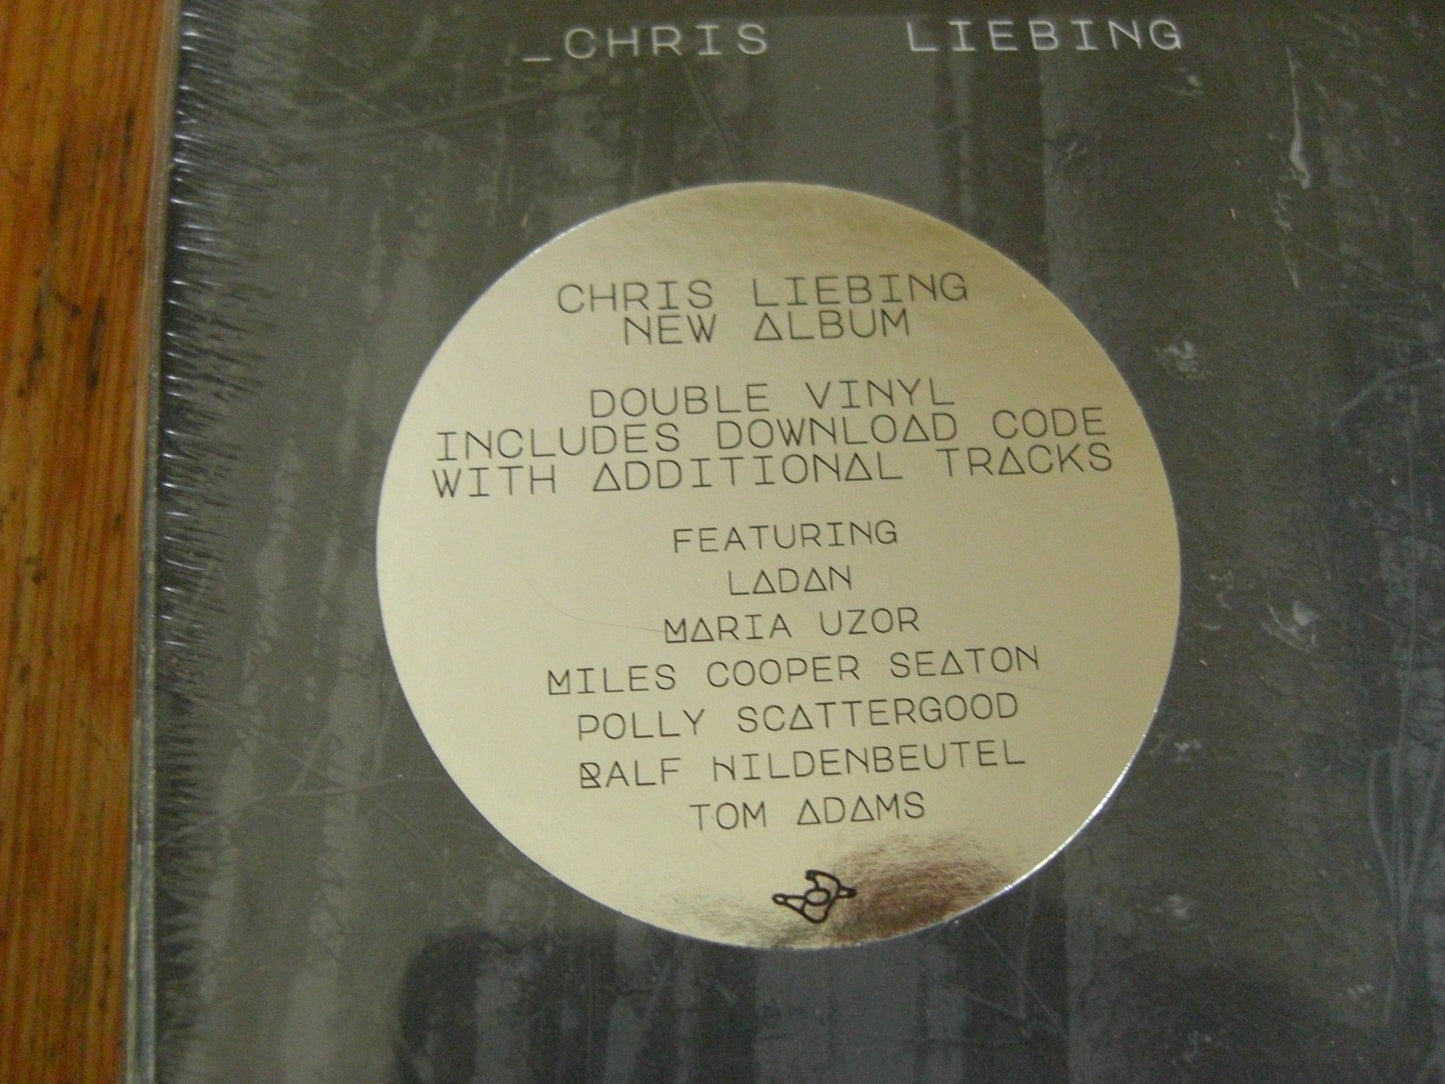 _CHRIS LIEBING
CHRIS LIEBING
NEW ALBUM
DOUBLE VINYL
INCLUDES DOWNLOAD CODE
WITH ADDITIONAL TRACKS
FEATURING
LADAN
MARIA UZOR
MILES COOPER SEATON
POLLY SCATTERGOOD
RALF HILDENBEUTEL
TOM ADAMS